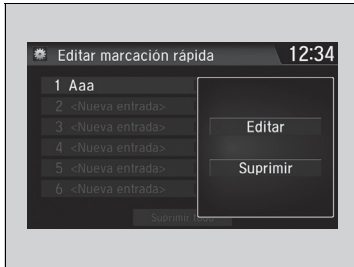 Editar marcación rápida
12:34
1 Aaa
2 <Nueva entrada>
3 <Nueva entrada>
4 <Nueva entrada>
5 <Nueva entrada>
6 <Nueva entrada>
Editar
Suprimir
Suprimir todo